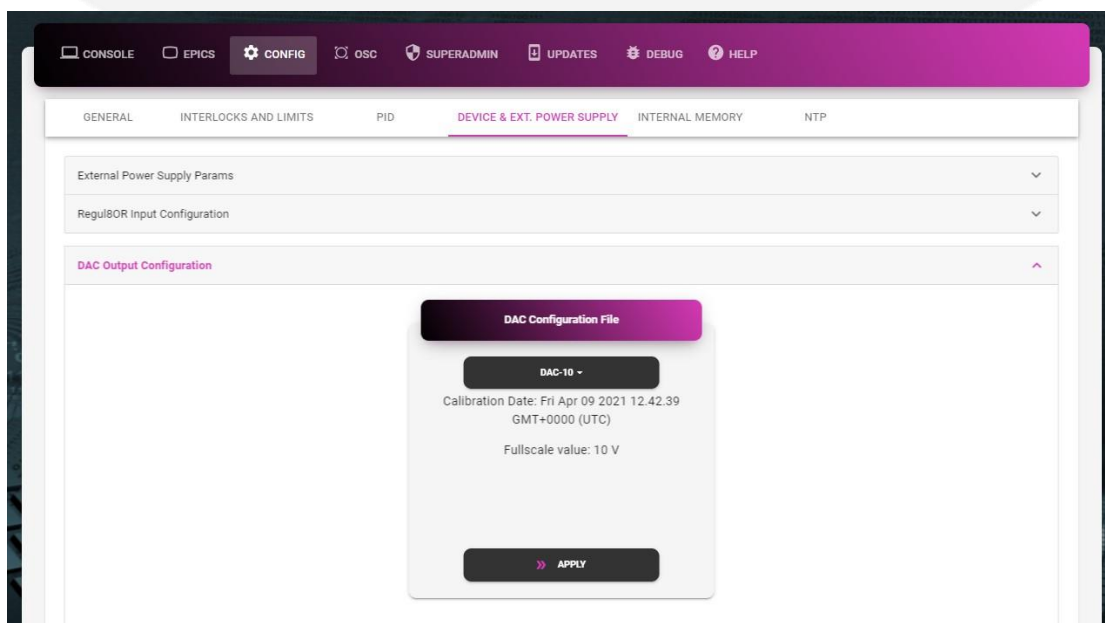 CONSOLE EPICS CONFIG OSC SUPERADMIN UPDATES DEBUG HELP
GENERAL INTERLOCKS AND LIMITS PID DEVICE & EXT. POWER SUPPLY INTERNAL MEMORY NTP
External Power Supply Params
Regul8OR Input Configuration
DAC Output Configuration
DAC Configuration File
DAC-10
Calibration Date: Fri Apr 09 2021 12.42.39
GMT+0000 (UTC)
Fullscale value: 10 V
APPLY